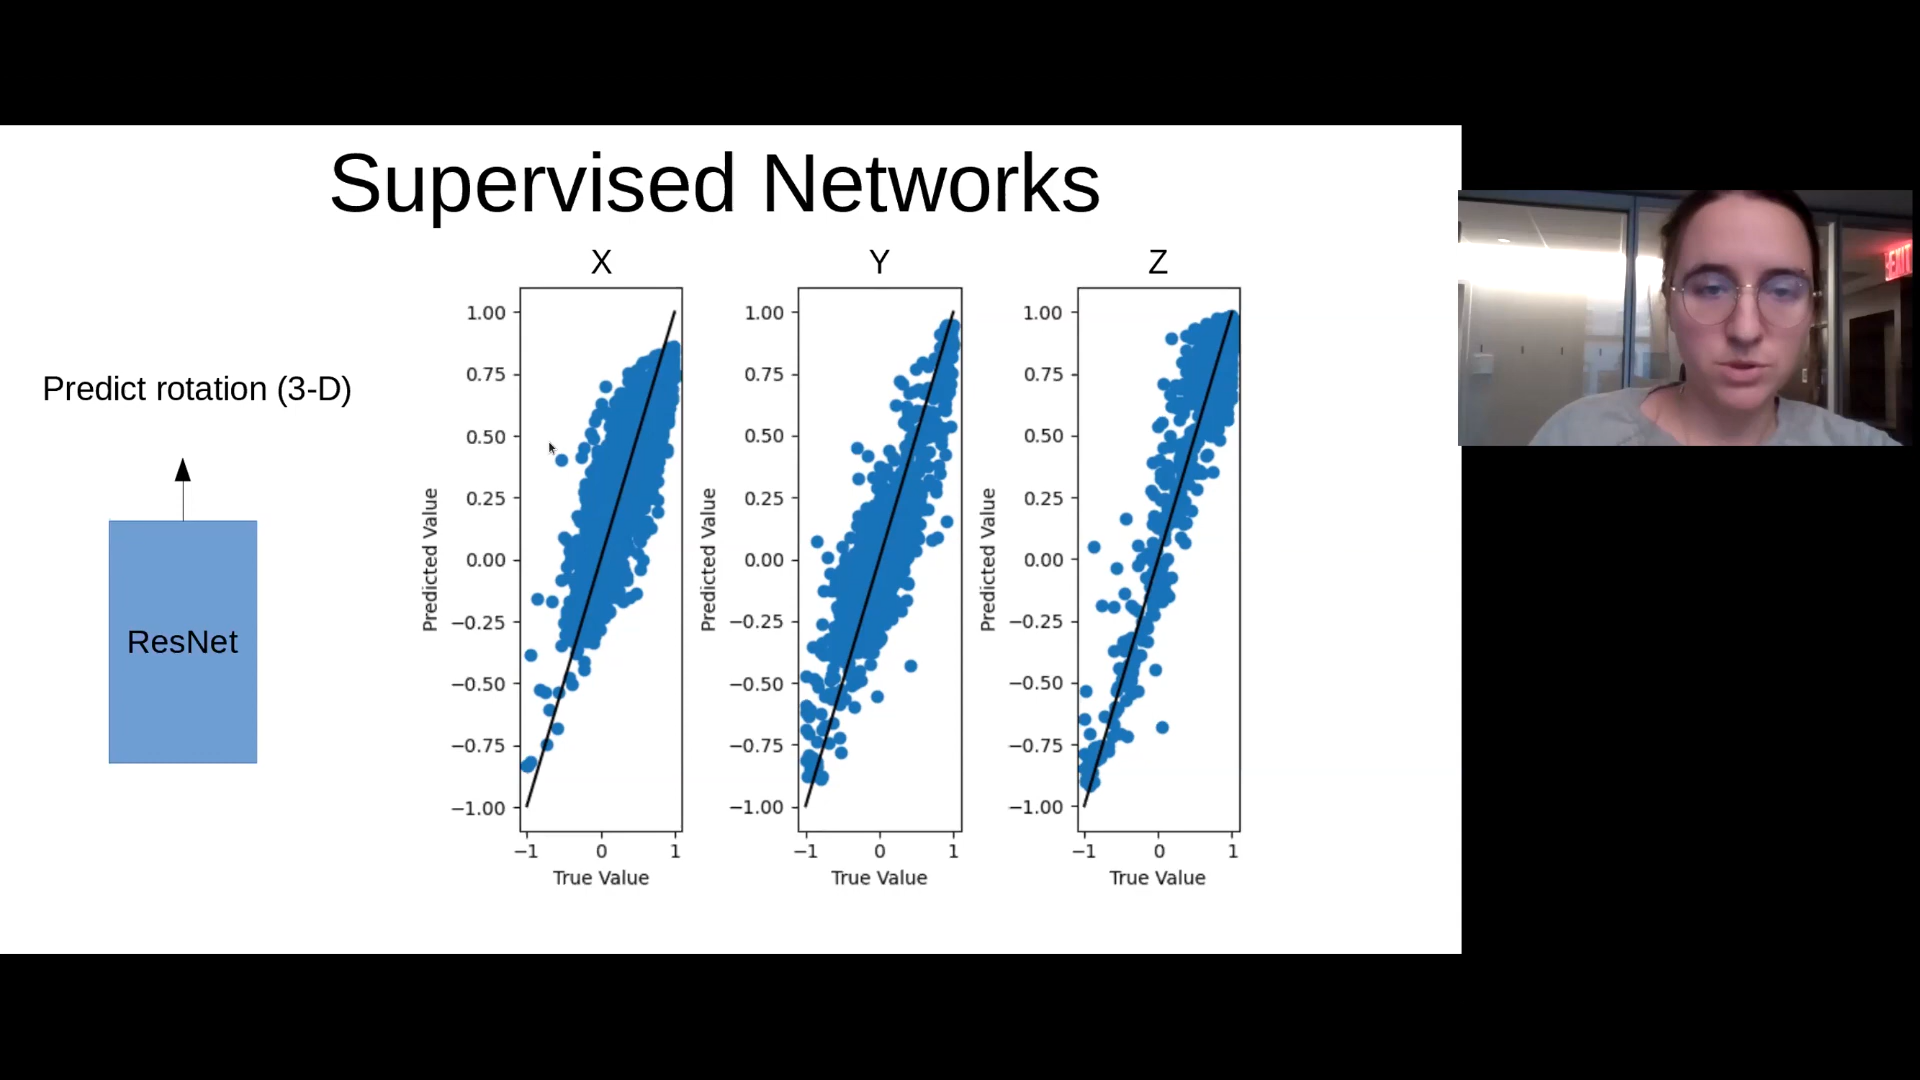 Supervised Networks
Predict rotation (3-D)
ResNet
X
1.00
0.75
0.50
0.25
0.00
−0.25
−0.50
−0.75
−1.00
Predicted Value
−1 0 1
True Value
Y
1.00
0.75
0.50
0.25
0.00
−0.25
−0.50
−0.75
−1.00
Predicted Value
−1 0 1
True Value
Z
1.00
0.75
0.50
0.25
0.00
−0.25
−0.50
−0.75
−1.00
Predicted Value
−1 0 1
True Value
EXIT